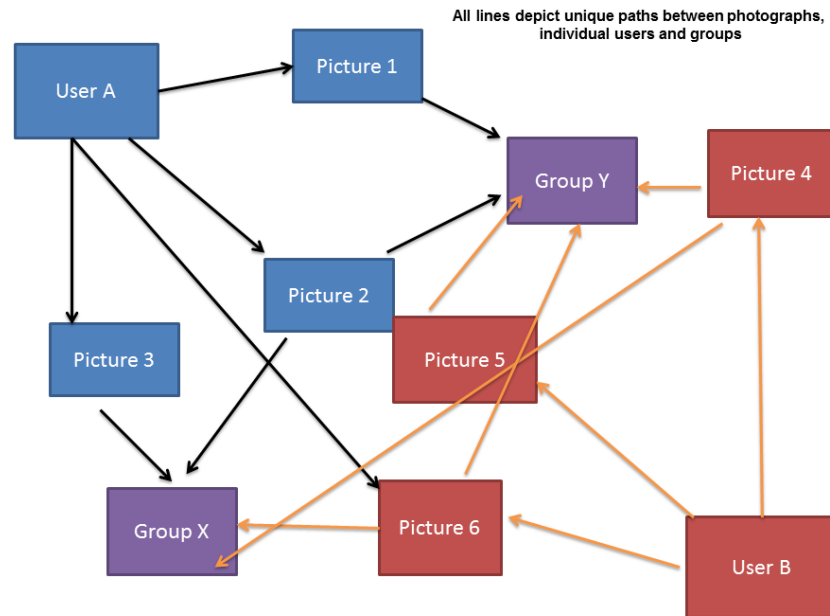 All lines depict unique paths between photographs,
individual users and groups
User A
Picture 1
Group Y
Picture 4
Picture 2
Picture 3
Picture 5
Group X
Picture 6
User B